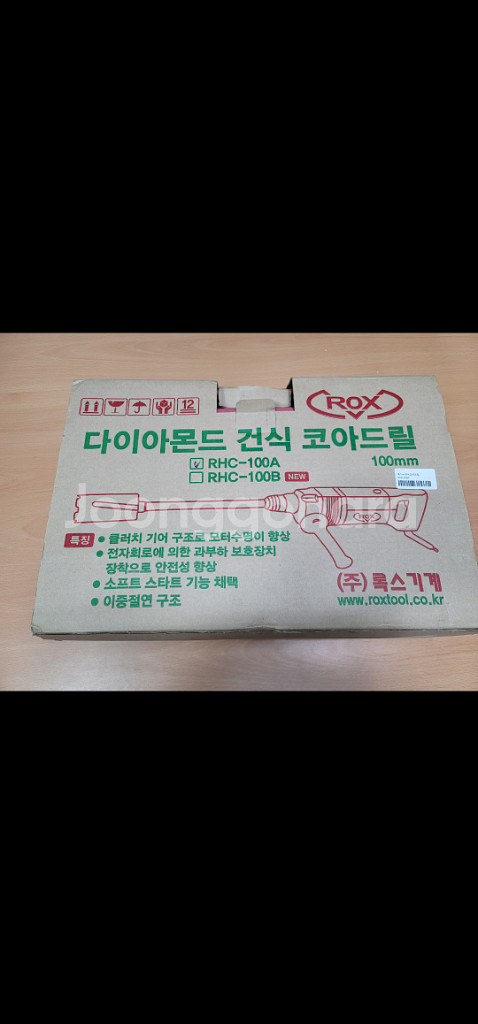 12
ROX
다이아몬드 건식 코아드릴
RHC-100A
100mm
RHC-100B NEW
ROX
Joonggonara
특징
• 클러치 기어 구조로 모터수명이 향상
• 전자회로에 의한 과부하 보호장치
장착으로 안전성 향상
• 소프트 스타트 기능 채택
• 이중절연 구조
(주) 록스기계
www.roxtool.co.kr